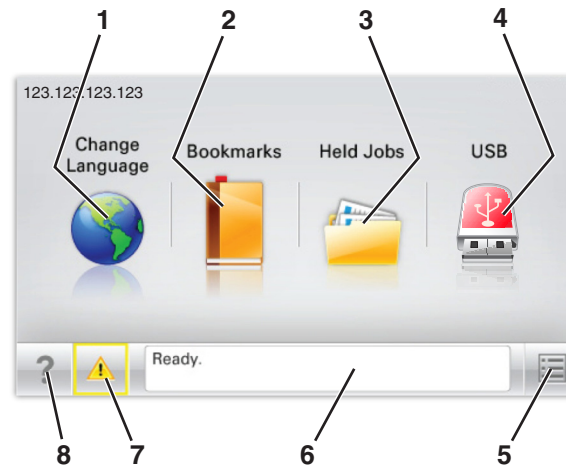 1 2 3 4
123.123.123.123
Change
Language
Bookmarks
Held Jobs
USB
?
Ready.
8 7 6 5